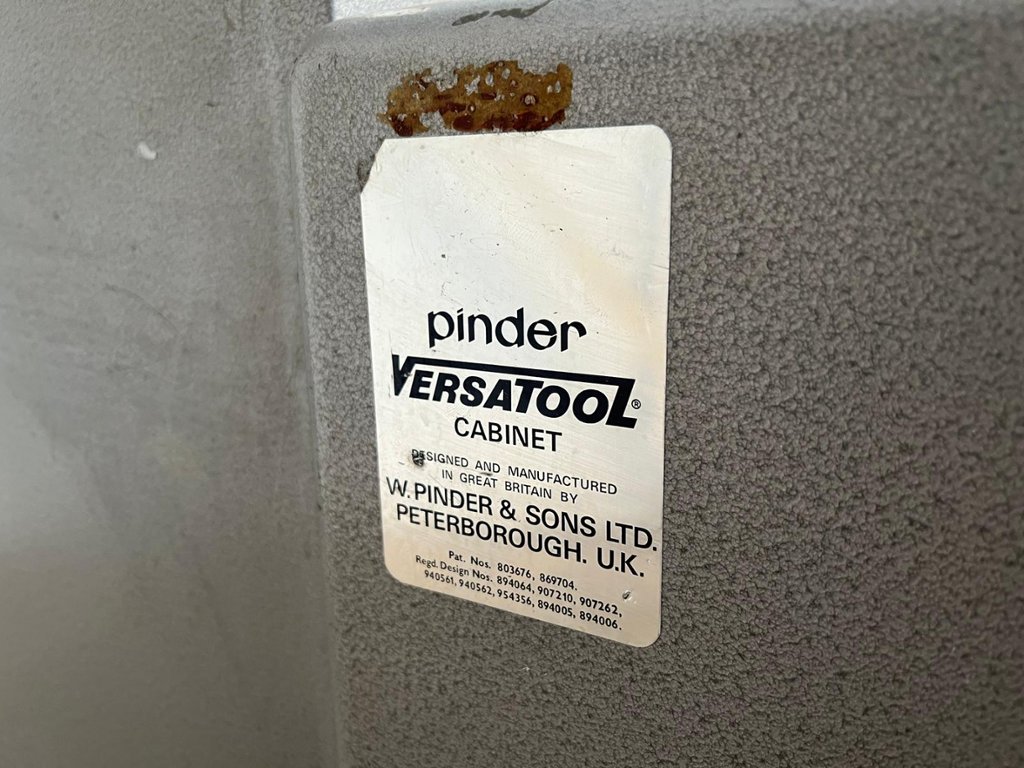 pinder
VERSATOOL®
CABINET
DESIGNED AND MANUFACTURED
IN GREAT BRITAIN BY
W. PINDER & SONS LTD.
PETERBOROUGH. U.K.
Pat. Nos. 803676, 869704.
Regd. Design Nos. 894064, 907210, 907262,
940561, 940562, 954356, 894005, 894006.